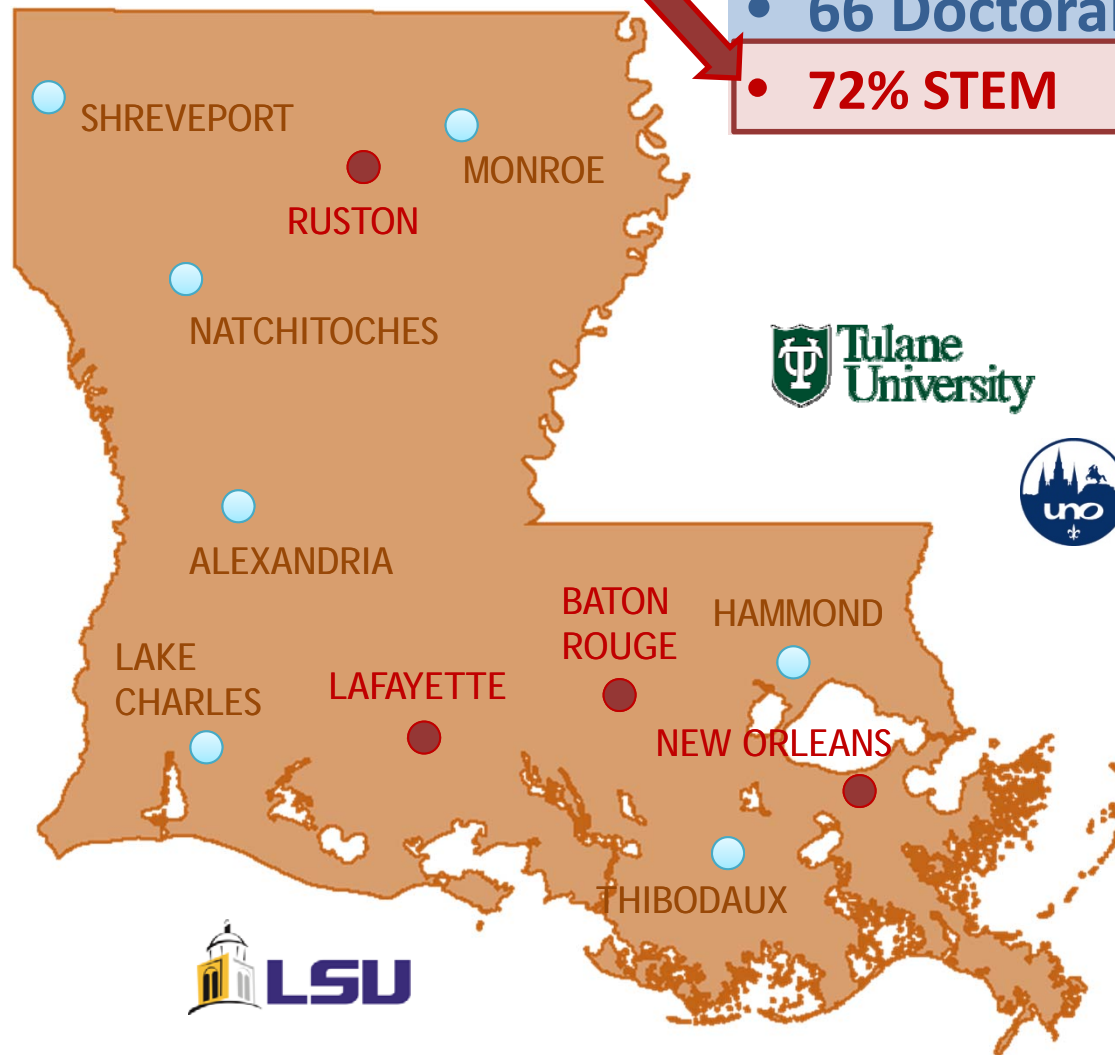 • 66 Doctoral
• 72% STEM
SHREVEPORT
MONROE
RUSTON
NATCHITOCHES
Tulane
University
uno
ALEXANDRIA
BATON
ROUGE
HAMMOND
LAKE
CHARLES
LAFAYETTE
NEW ORLEANS
THIBODAUX
LSU